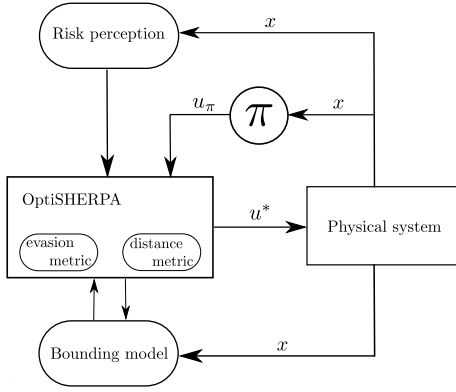 Risk perception
x
u_π
π
x
OptiSHERPA
evasion
metric
distance
metric
u*
Physical system
Bounding model
x